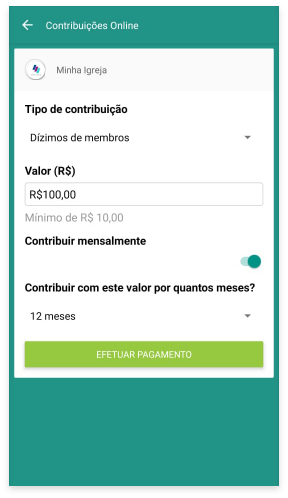 Contribuições Online
Minha Igreja
Tipo de contribuição
Dízimos de membros
Valor (R$)
R$100,00
Mínimo de R$ 10,00
Contribuir mensalmente
Contribuir com este valor por quantos meses?
12 meses
EFETUAR PAGAMENTO